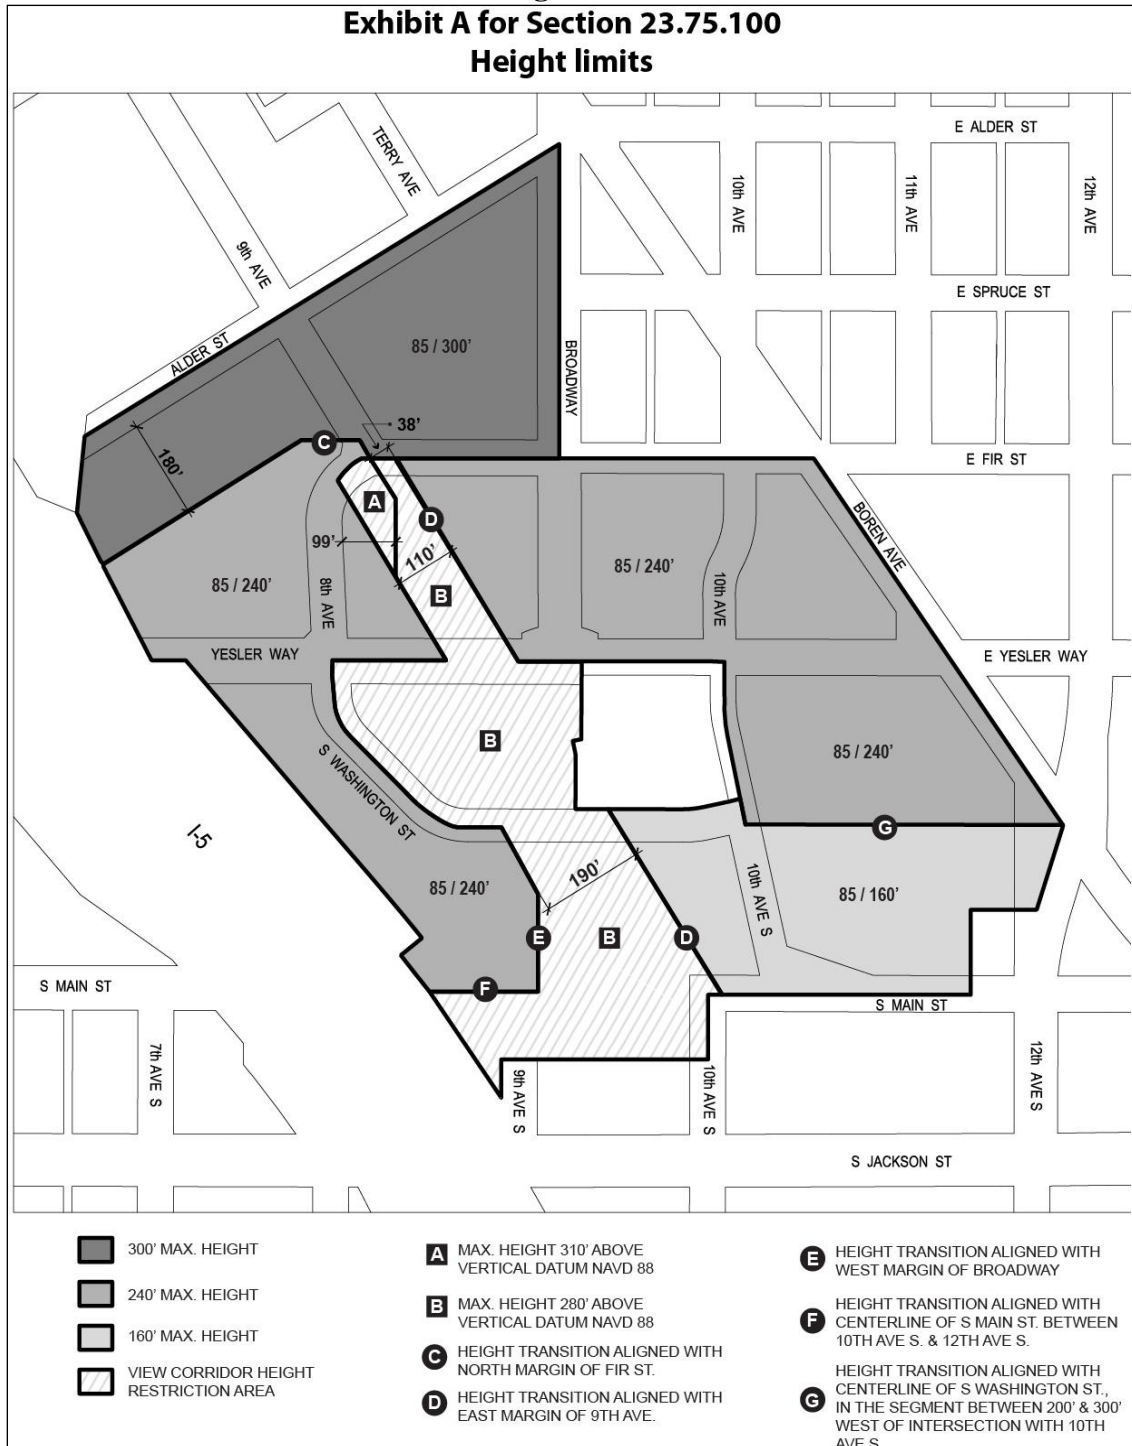 Exhibit A for Section 23.75.100
Height limits
E ALDER ST
TERRY AVE
10th AVE
11th AVE
12th AVE
9th AVE
E SPRUCE ST
ALDER ST
85 / 300'
BROADWAY
38'
C
180'
E FIR ST
A
D
BOREN AVE
99'
110'
85 / 240'
85 / 240'
8th AVE
B
10th AVE
YESLER WAY
E YESLER WAY
B
85 / 240'
S WASHINGTON ST
I-5
G
190'
85 / 240'
10th AVE S
85 / 160'
E
B
D
S MAIN ST
F
S MAIN ST
7th AVE S
9th AVE S
10th AVE S
12th AVE S
S JACKSON ST
300' MAX. HEIGHT
240' MAX. HEIGHT
160' MAX. HEIGHT
VIEW CORRIDOR HEIGHT
RESTRICTION AREA
A MAX. HEIGHT 310' ABOVE
VERTICAL DATUM NAVD 88
B MAX. HEIGHT 280' ABOVE
VERTICAL DATUM NAVD 88
C HEIGHT TRANSITION ALIGNED WITH
NORTH MARGIN OF FIR ST.
D HEIGHT TRANSITION ALIGNED WITH
EAST MARGIN OF 9TH AVE.
E HEIGHT TRANSITION ALIGNED WITH
WEST MARGIN OF BROADWAY
F HEIGHT TRANSITION ALIGNED WITH
CENTERLINE OF S MAIN ST. BETWEEN
10TH AVE S. & 12TH AVE S.
G HEIGHT TRANSITION ALIGNED WITH
CENTERLINE OF S WASHINGTON ST.,
IN THE SEGMENT BETWEEN 200' & 300'
WEST OF INTERSECTION WITH 10TH
AVE S